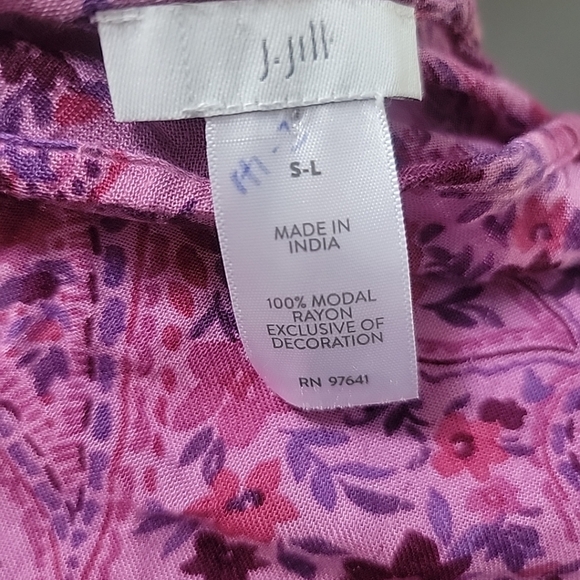 J.Jill
S-L
MADE IN
INDIA
100% MODAL
RAYON
EXCLUSIVE OF
DECORATION
RN 97641